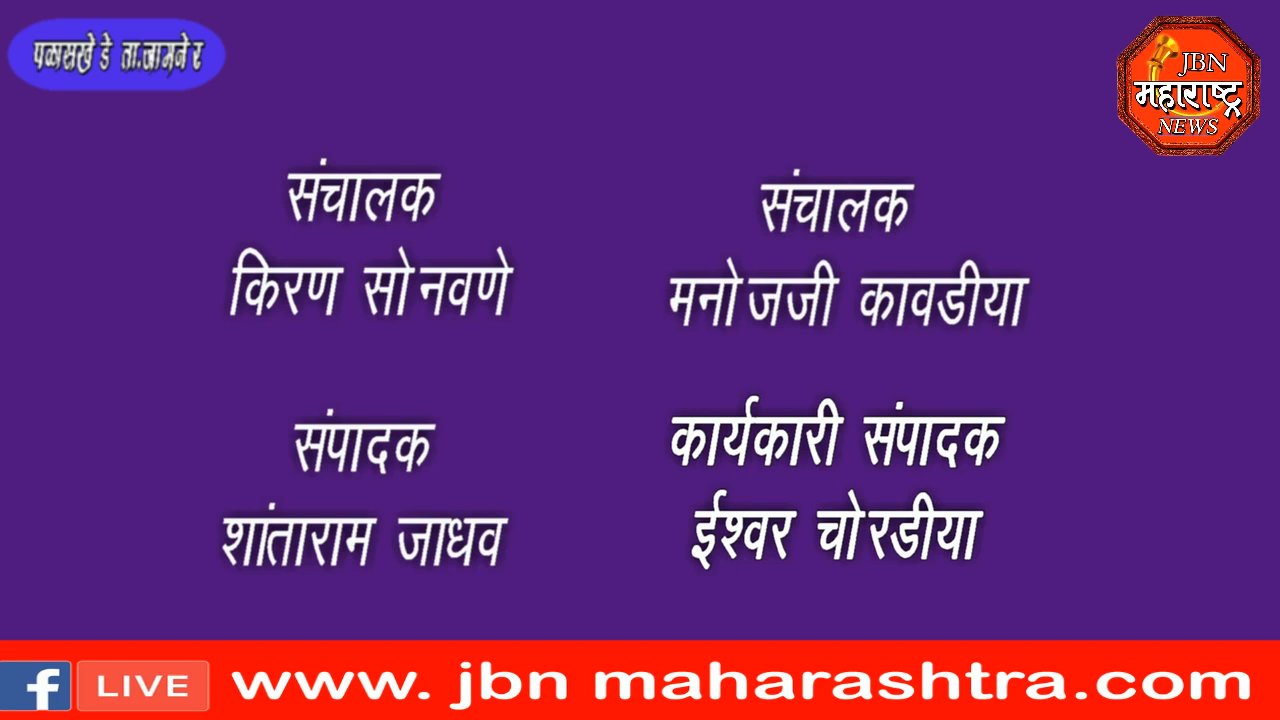 पळासखेडे ता.जामनेर
JBN
महाराष्ट्र
NEWS
संचालक
किरण सोनवणे
संचालक
मनोजजी कावडीया
संपादक
शांताराम जाधव
कार्यकारी संपादक
ईश्वर चोरडीया
f LIVE www. jbn maharashtra.com